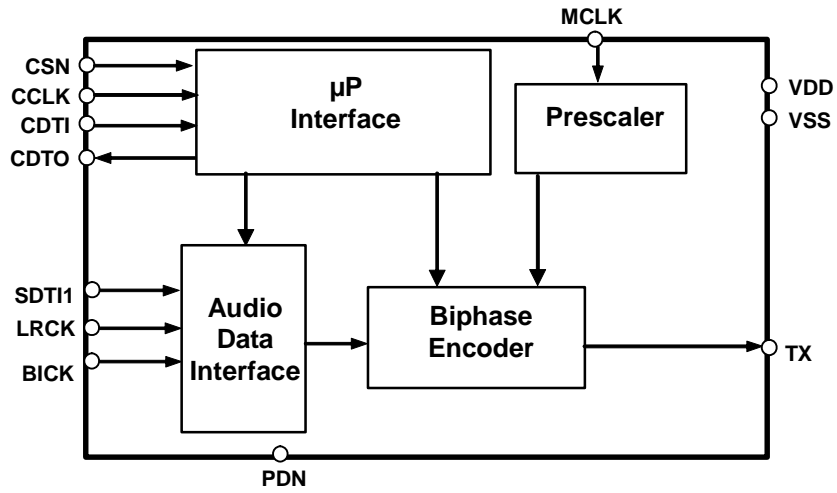 MCLK
CSN
CCLK
CDTI
CDTO
µP
Interface
Prescaler
VDD
VSS
SDTI1
LRCK
BICK
Audio
Data
Interface
Biphase
Encoder
TX
PDN